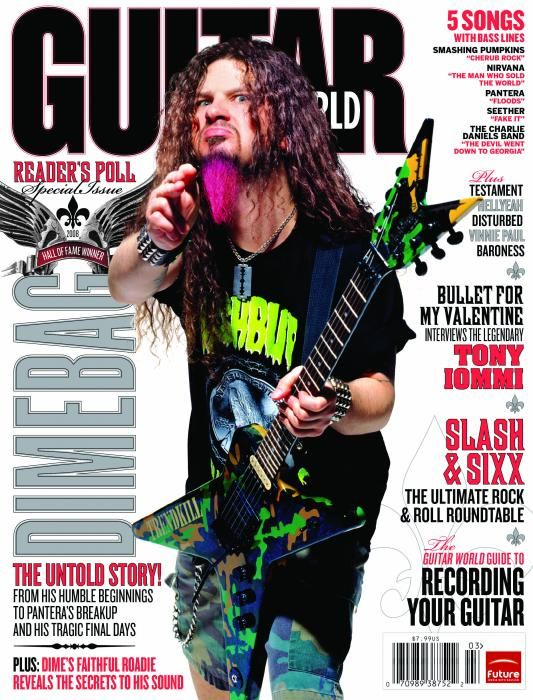 GUITAR
WORLD
READER'S POLL
Special Issue
2008
HALL OF FAME WINNER
DIMEBAG
THE UNTOLD STORY!
FROM HIS HUMBLE BEGINNINGS
TO PANTERA'S BREAKUP
AND HIS TRAGIC FINAL DAYS
PLUS: DIME'S FAITHFUL ROADIE
REVEALS THE SECRETS TO HIS SOUND
TRENDKILL
5 SONGS
WITH BASS LINES
SMASHING PUMPKINS
"CHERUB ROCK"
NIRVANA
"THE MAN WHO SOLD
THE WORLD"
PANTERA
"FLOODS"
SEETHER
"FAKE IT"
THE CHARLIE
DANIELS BAND
"THE DEVIL WENT
DOWN TO GEORGIA"
Plus
TESTAMENT
HELLYEAH
DISTURBED
VINNIE PAUL
BARONESS
BULLET FOR
MY VALENTINE
INTERVIEWS THE LEGENDARY
TONY
IOMMI
SLASH
& SIXX
THE ULTIMATE ROCK
& ROLL ROUNDTABLE
The
GUITAR WORLD GUIDE TO
RECORDING
YOUR GUITAR
$7.99US
03>
0 70989 38752 2
Future